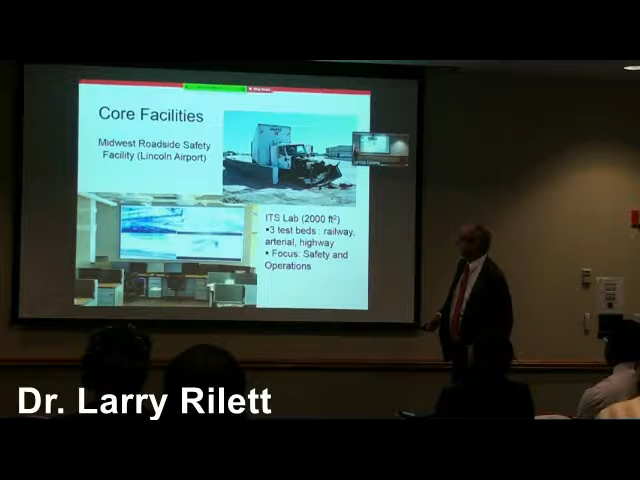 Core Facilities
Midwest Roadside Safety
Facility (Lincoln Airport)
ITS Lab (2000 ft²)
▪3 test beds : railway,
arterial, highway
▪ Focus: Safety and
Operations
Dr. Larry Rilett